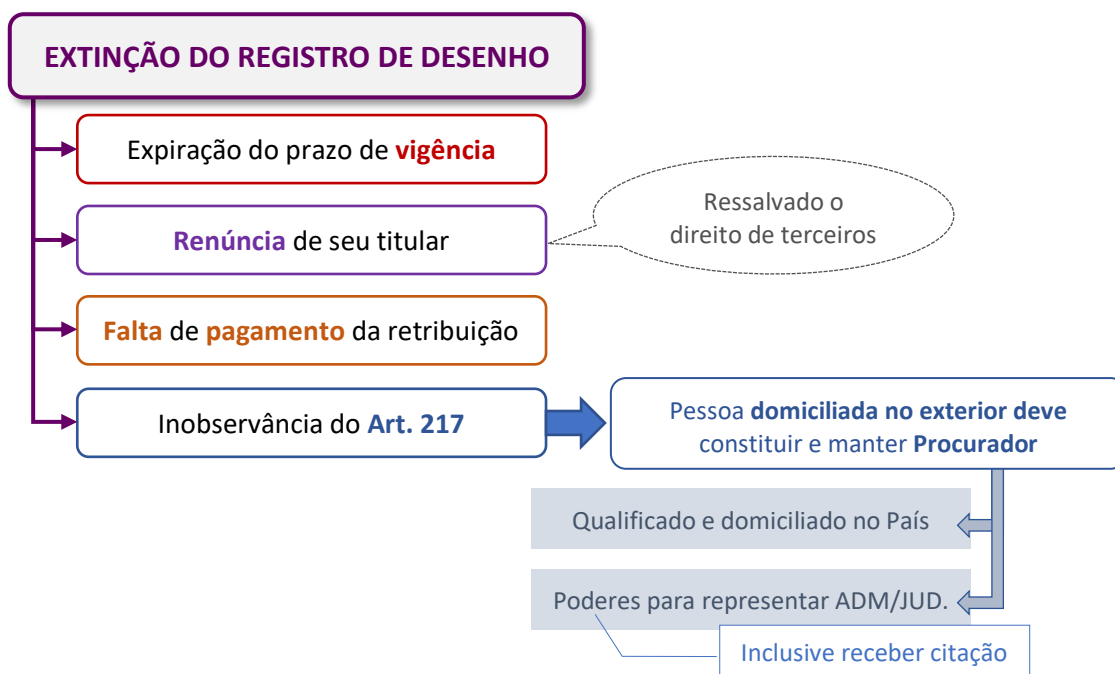 EXTINÇÃO DO REGISTRO DE DESENHO
Expiração do prazo de vigência
Ressalvado o
direito de terceiros
Renúncia de seu titular
Falta de pagamento da retribuição
Inobservância do Art. 217
Pessoa domiciliada no exterior deve
constituir e manter Procurador
Qualificado e domiciliado no País
Poderes para representar ADM/JUD.
Inclusive receber citação